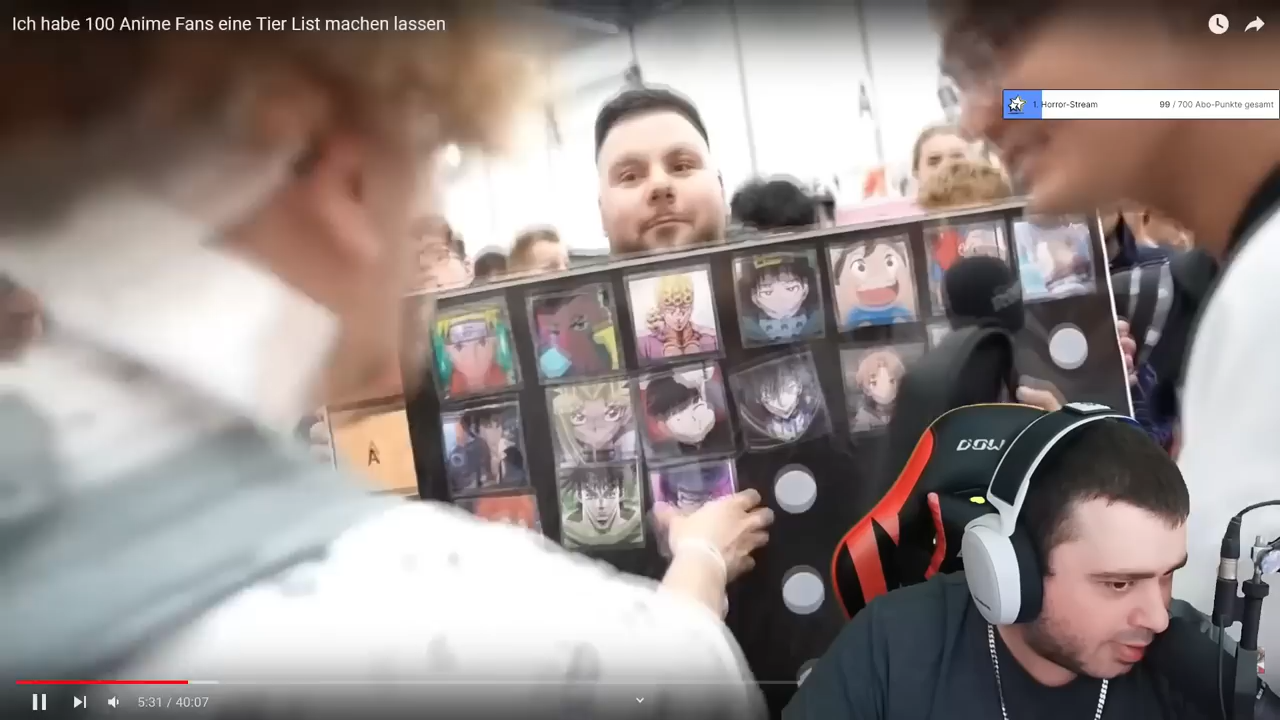 Ich habe 100 Anime Fans eine Tier List machen lassen
1. Horror-Stream 99 / 700 Abo-Punkte gesamt
A
5:31 / 40:07